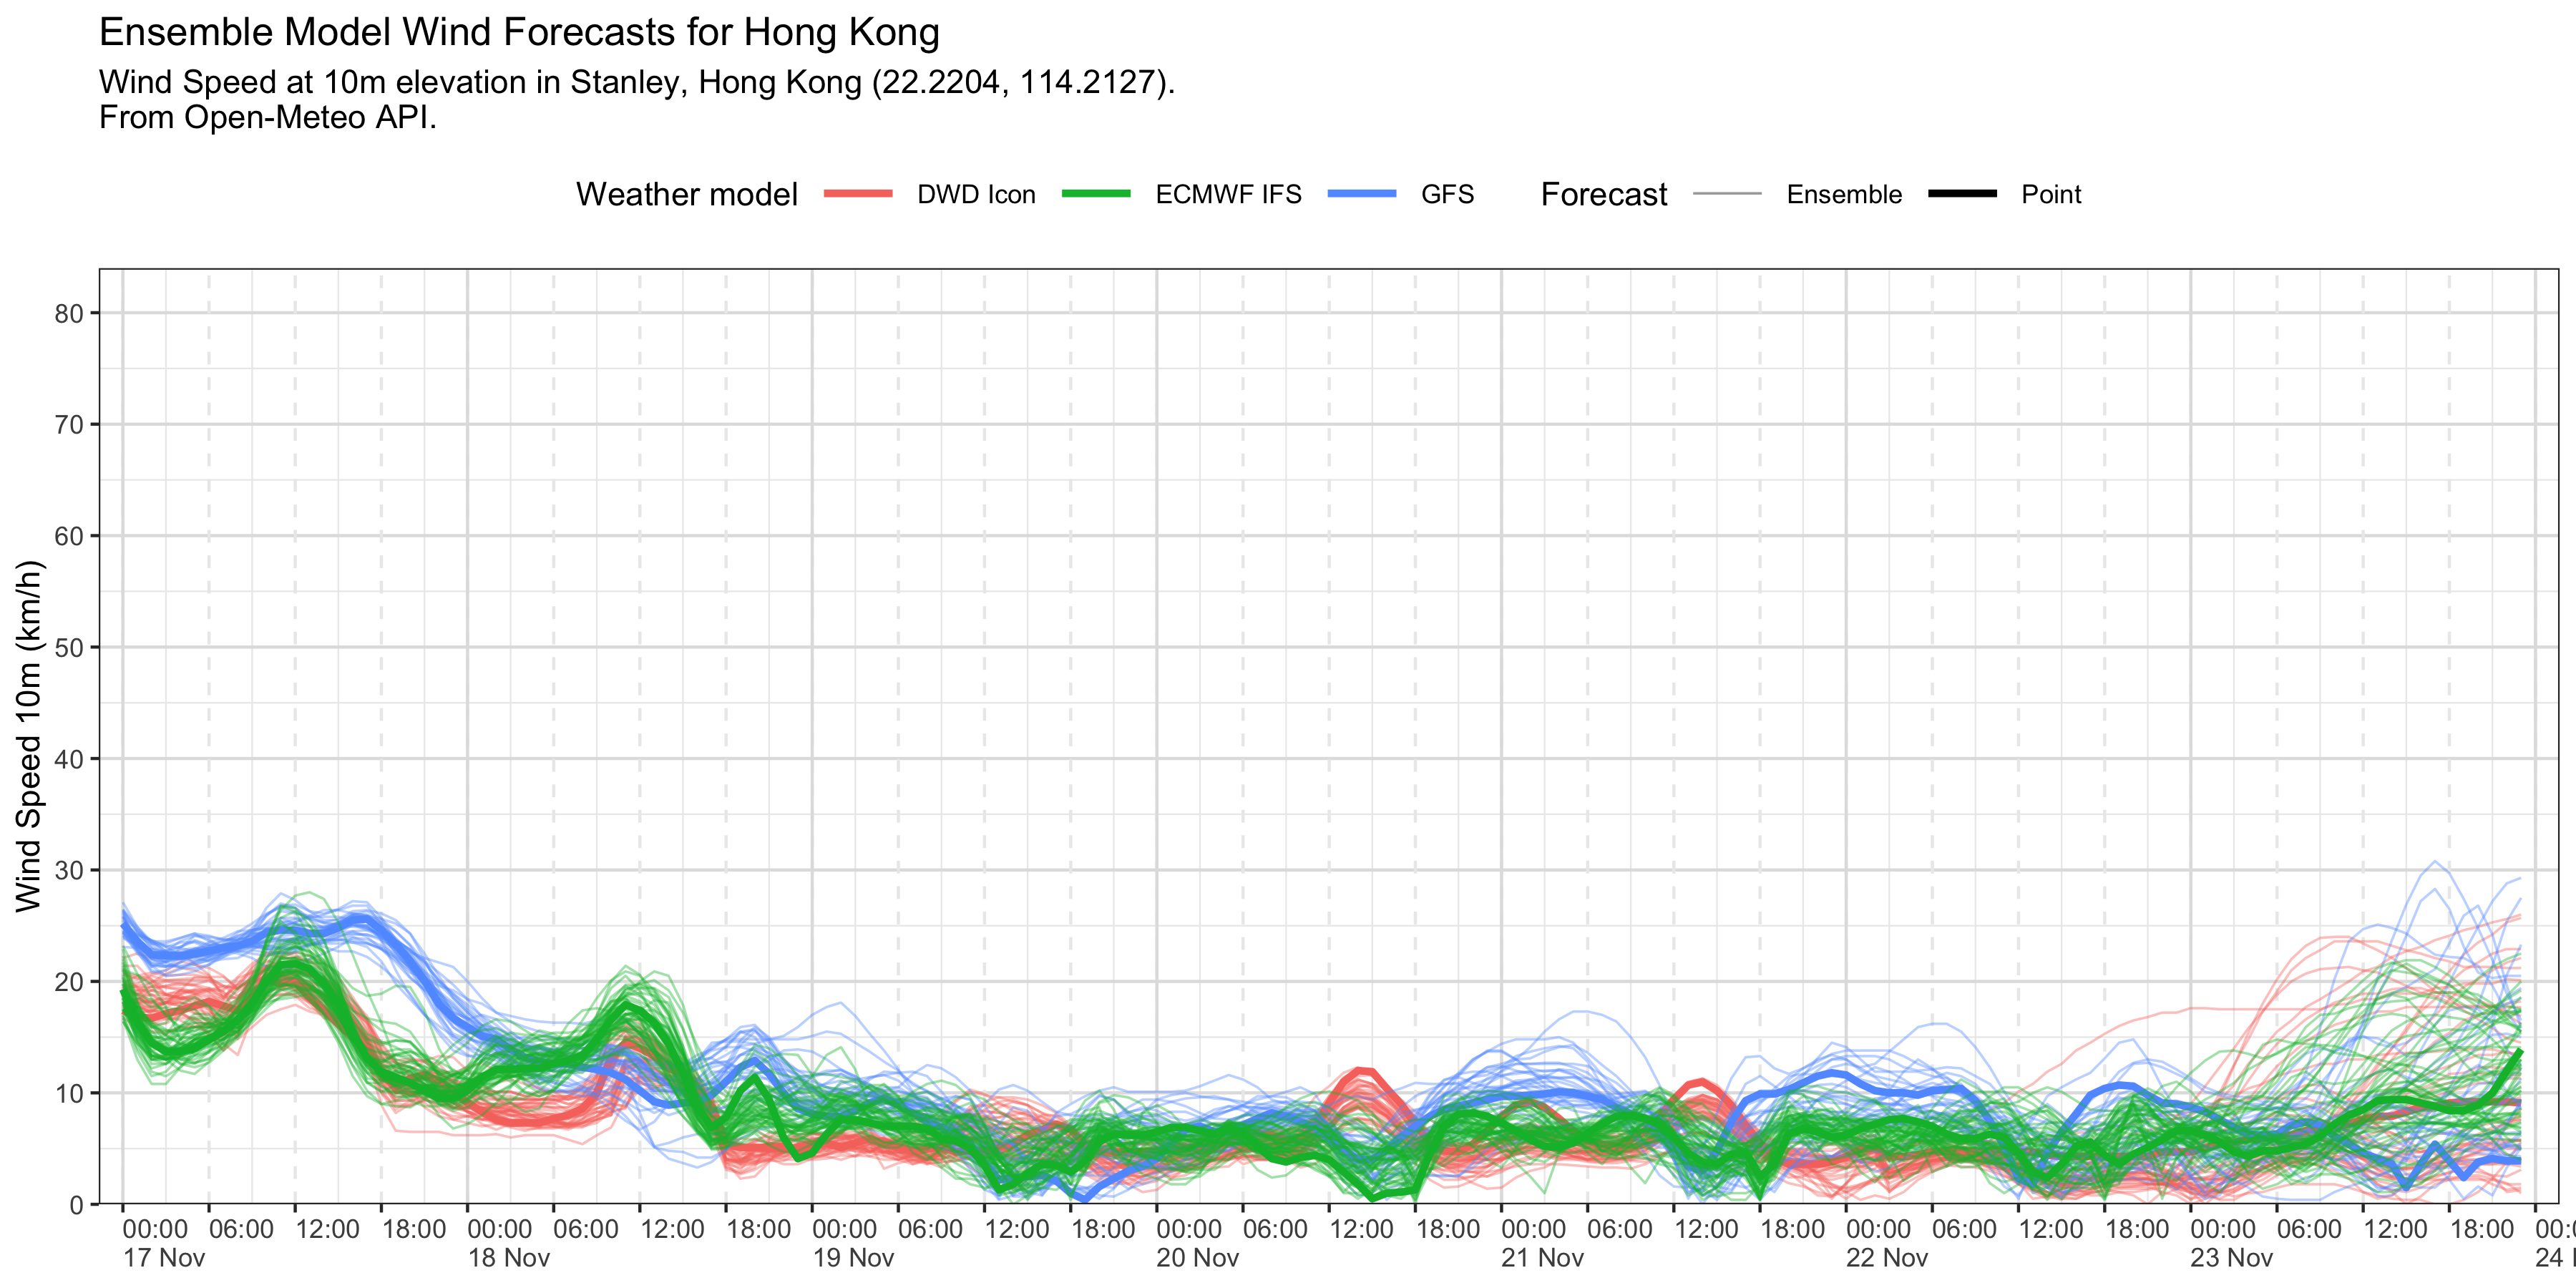 Ensemble Model Wind Forecasts for Hong Kong
Wind Speed at 10m elevation in Stanley, Hong Kong (22.2204, 114.2127).
From Open-Meteo API.
Weather model DWD Icon ECMWF IFS GFS Forecast Ensemble Point
Wind Speed 10m (km/h)
80
70
60
50
40
30
20
10
0
00:00 06:00 12:00 18:00 00:00 06:00 12:00 18:00 00:00 06:00 12:00 18:00 00:00 06:00 12:00 18:00 00:00 06:00 12:00 18:00 00:00 06:00 12:00 18:00 00:00 06:00 12:00 18:00 00:
17 Nov 18 Nov 19 Nov 20 Nov 21 Nov 22 Nov 23 Nov 24